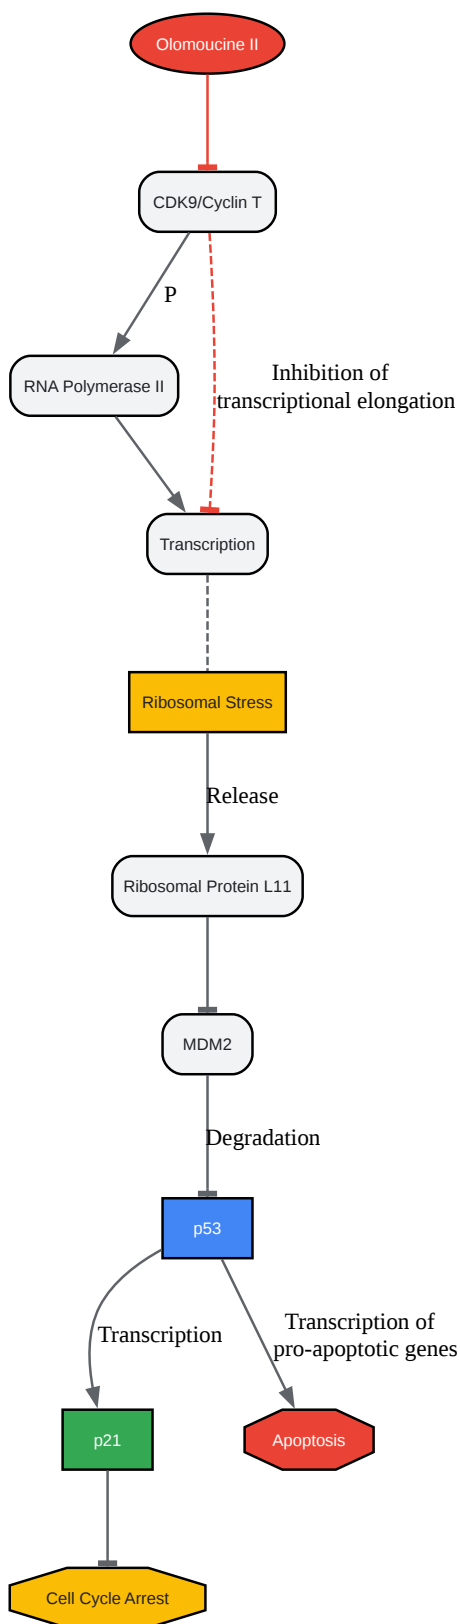 Olomoucine II
CDK9/Cyclin T
P
RNA Polymerase II
Inhibition of
transcriptional elongation
Transcription
Ribosomal Stress
Release
Ribosomal Protein L11
MDM2
Degradation
p53
Transcription
Transcription of
pro-apoptotic genes
p21
Apoptosis
Cell Cycle Arrest